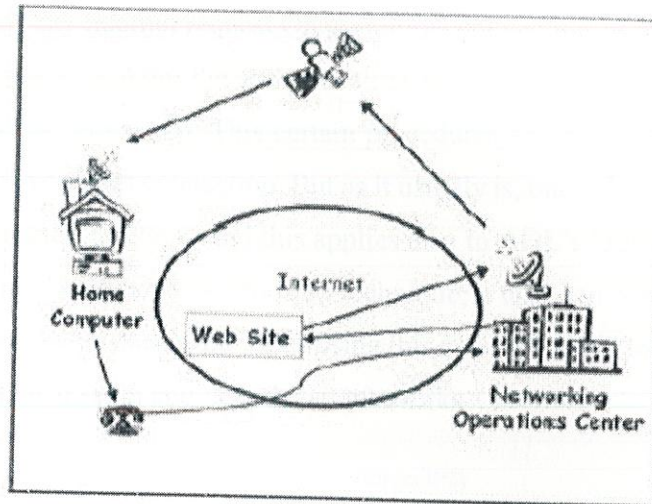 Home
Computer
Internet
Web Site
Networking
Operations Center